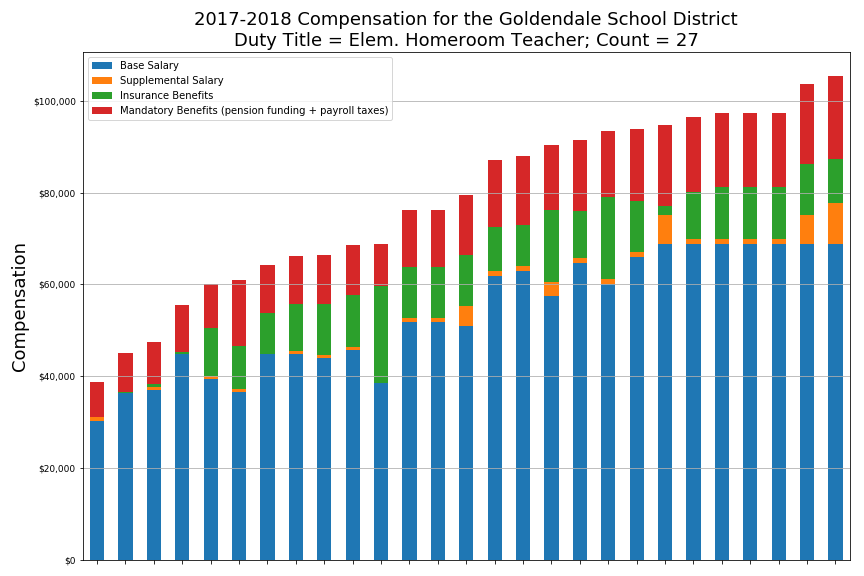 2017-2018 Compensation for the Goldendale School District
Duty Title = Elem. Homeroom Teacher; Count = 27
Base Salary
Supplemental Salary
Insurance Benefits
Mandatory Benefits (pension funding + payroll taxes)
$100,000
$80,000
$60,000
$40,000
$20,000
$0
Compensation